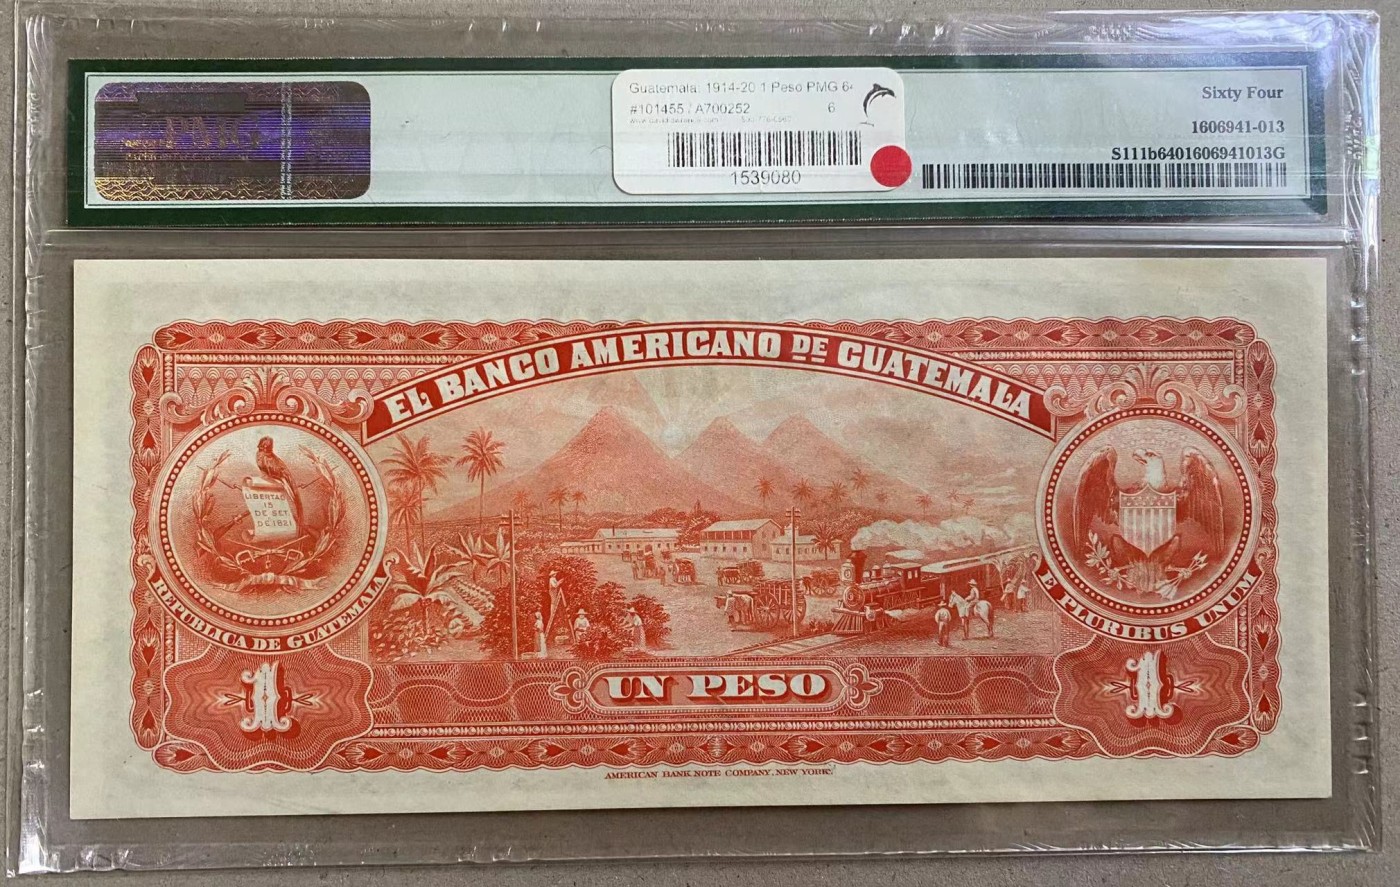 PMG
Guatemala. 1914-20 1 Peso PMG 64
#101455 / A700252 6
1539080
Sixty Four
1606941-013
S111b6401606941013G
EL BANCO AMERICANO DE GUATEMALA
LIBERTAD
15
DE SET.
DE 1821
REPUBLICA DE GUATEMALA
E PLURIBUS UNUM
1
UN PESO
1
AMERICAN BANK NOTE COMPANY, NEW YORK.